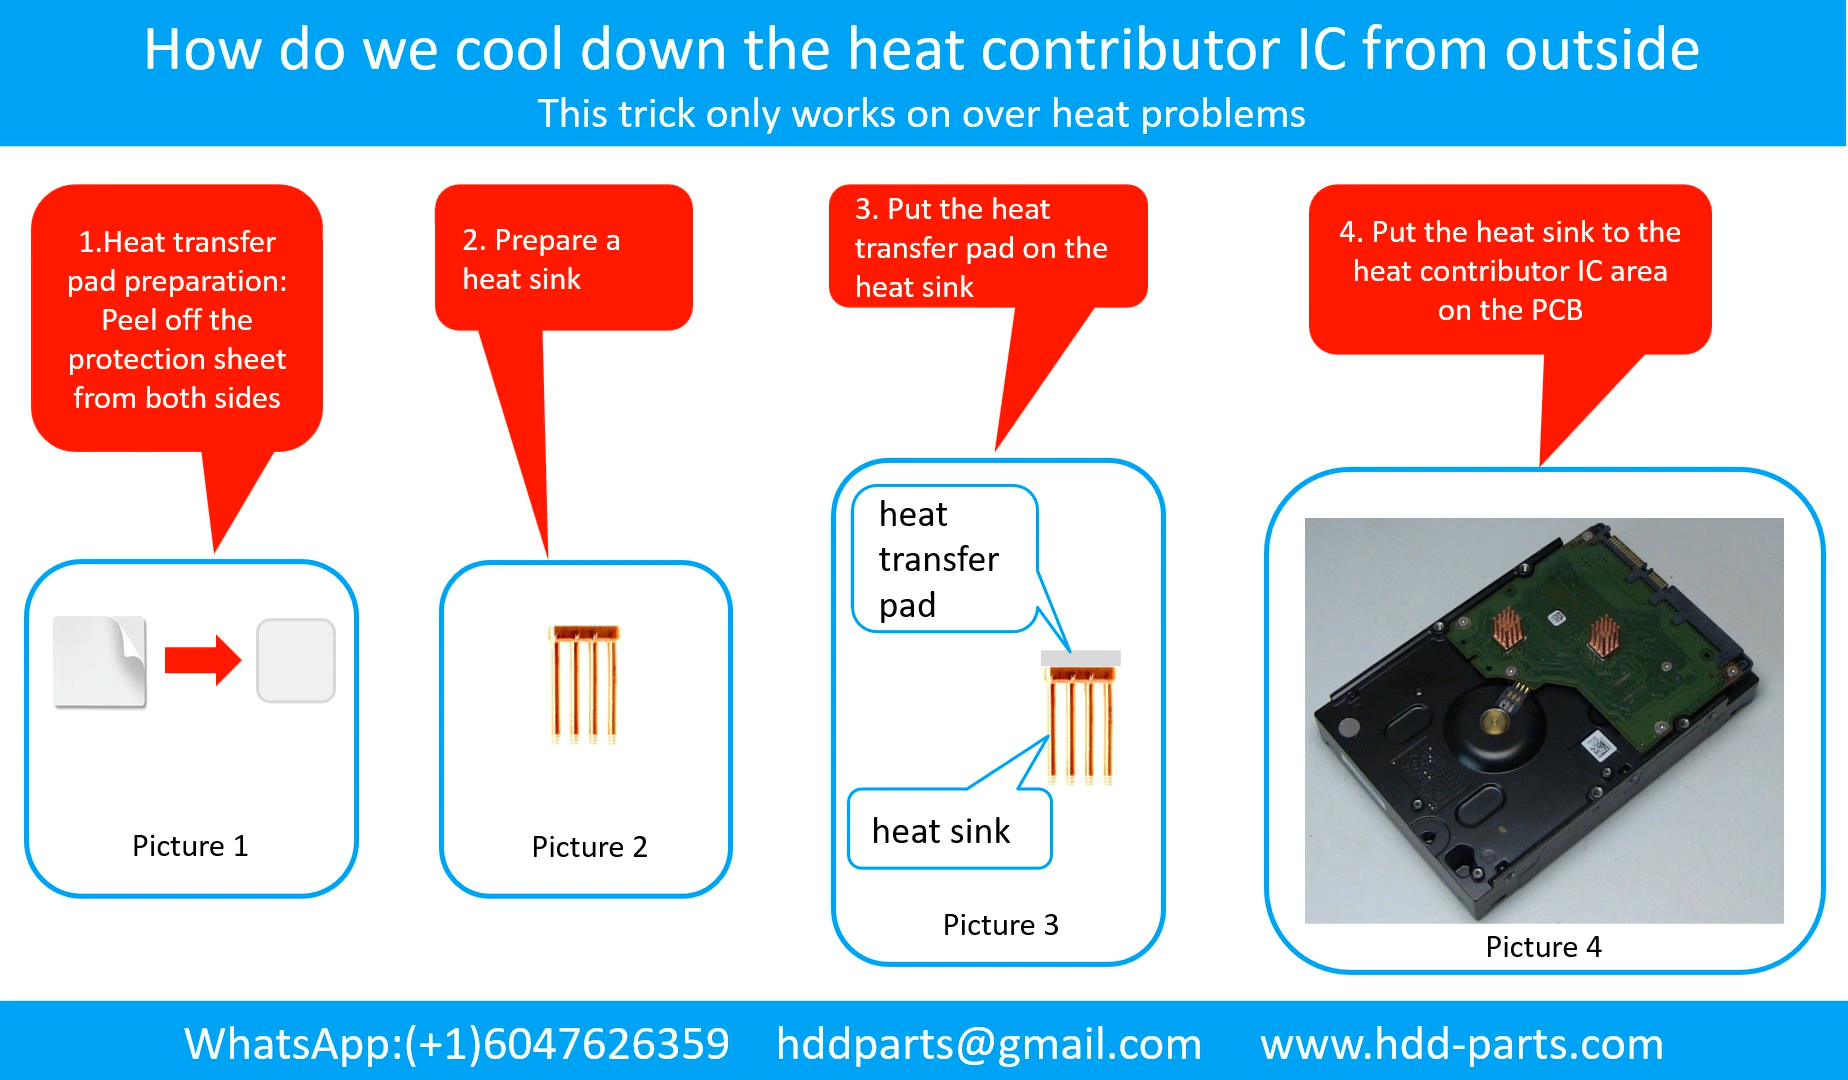 How do we cool down the heat contributor IC from outside
This trick only works on over heat problems
1.Heat transfer
pad preparation:
Peel off the
protection sheet
from both sides
2. Prepare a
heat sink
3. Put the heat
transfer pad on the
heat sink
4. Put the heat sink to the
heat contributor IC area
on the PCB
Picture 1
Picture 2
heat
transfer
pad
heat sink
Picture 3
Picture 4
WhatsApp:(+1)6047626359 hddparts@gmail.com www.hdd-parts.com